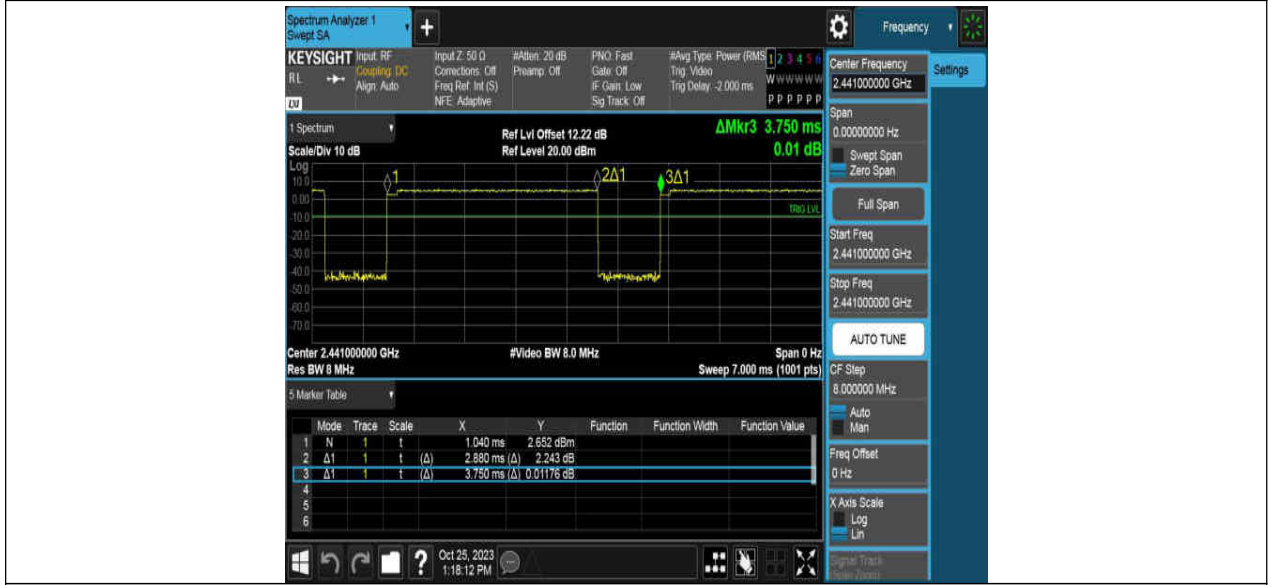 Spectrum Analyzer 1
Swept SA
+
Frequency
KEYSIGHT
RL
LXI
Input: RF
Coupling: DC
Align: Auto
Input Z: 50 Ω
Corrections: Off
Freq Ref: Int (S)
NFE: Adaptive
#Atten: 20 dB
Preamp: Off
PNO: Fast
Gate: Off
IF Gain: Low
Sig Track: Off
#Avg Type: Power (RMS
Trig: Video
Trig Delay: -2.000 ms
1 2 3 4 5 6
W W W W W W
P P P P P P
Center Frequency
2.441000000 GHz
Settings
1 Spectrum
Ref Lvl Offset 12.22 dB
ΔMkr3 3.750 ms
Scale/Div 10 dB
Ref Level 20.00 dBm
0.01 dB
Log
10.0
0.00
-10.0
-20.0
-30.0
-40.0
-50.0
-60.0
-70.0
1
2Δ1
3Δ1
TRIG LVL
Center 2.441000000 GHz
#Video BW 8.0 MHz
Span 0 Hz
Res BW 8 MHz
Sweep 7.000 ms (1001 pts)
Span
0.00000000 Hz
Swept Span
Zero Span
Full Span
Start Freq
2.441000000 GHz
Stop Freq
2.441000000 GHz
AUTO TUNE
CF Step
8.000000 MHz
Auto
Man
Freq Offset
0 Hz
X Axis Scale
Log
Lin
Signal Track
(Span Zoom)
5 Marker Table
Mode Trace Scale X Y Function Function Width Function Value
1 N 1 t 1.040 ms 2.652 dBm
2 Δ1 1 t (Δ) 2.880 ms (Δ) 2.243 dB
3 Δ1 1 t (Δ) 3.750 ms (Δ) 0.01176 dB
4
5
6
?
Oct 25, 2023
1:18:12 PM